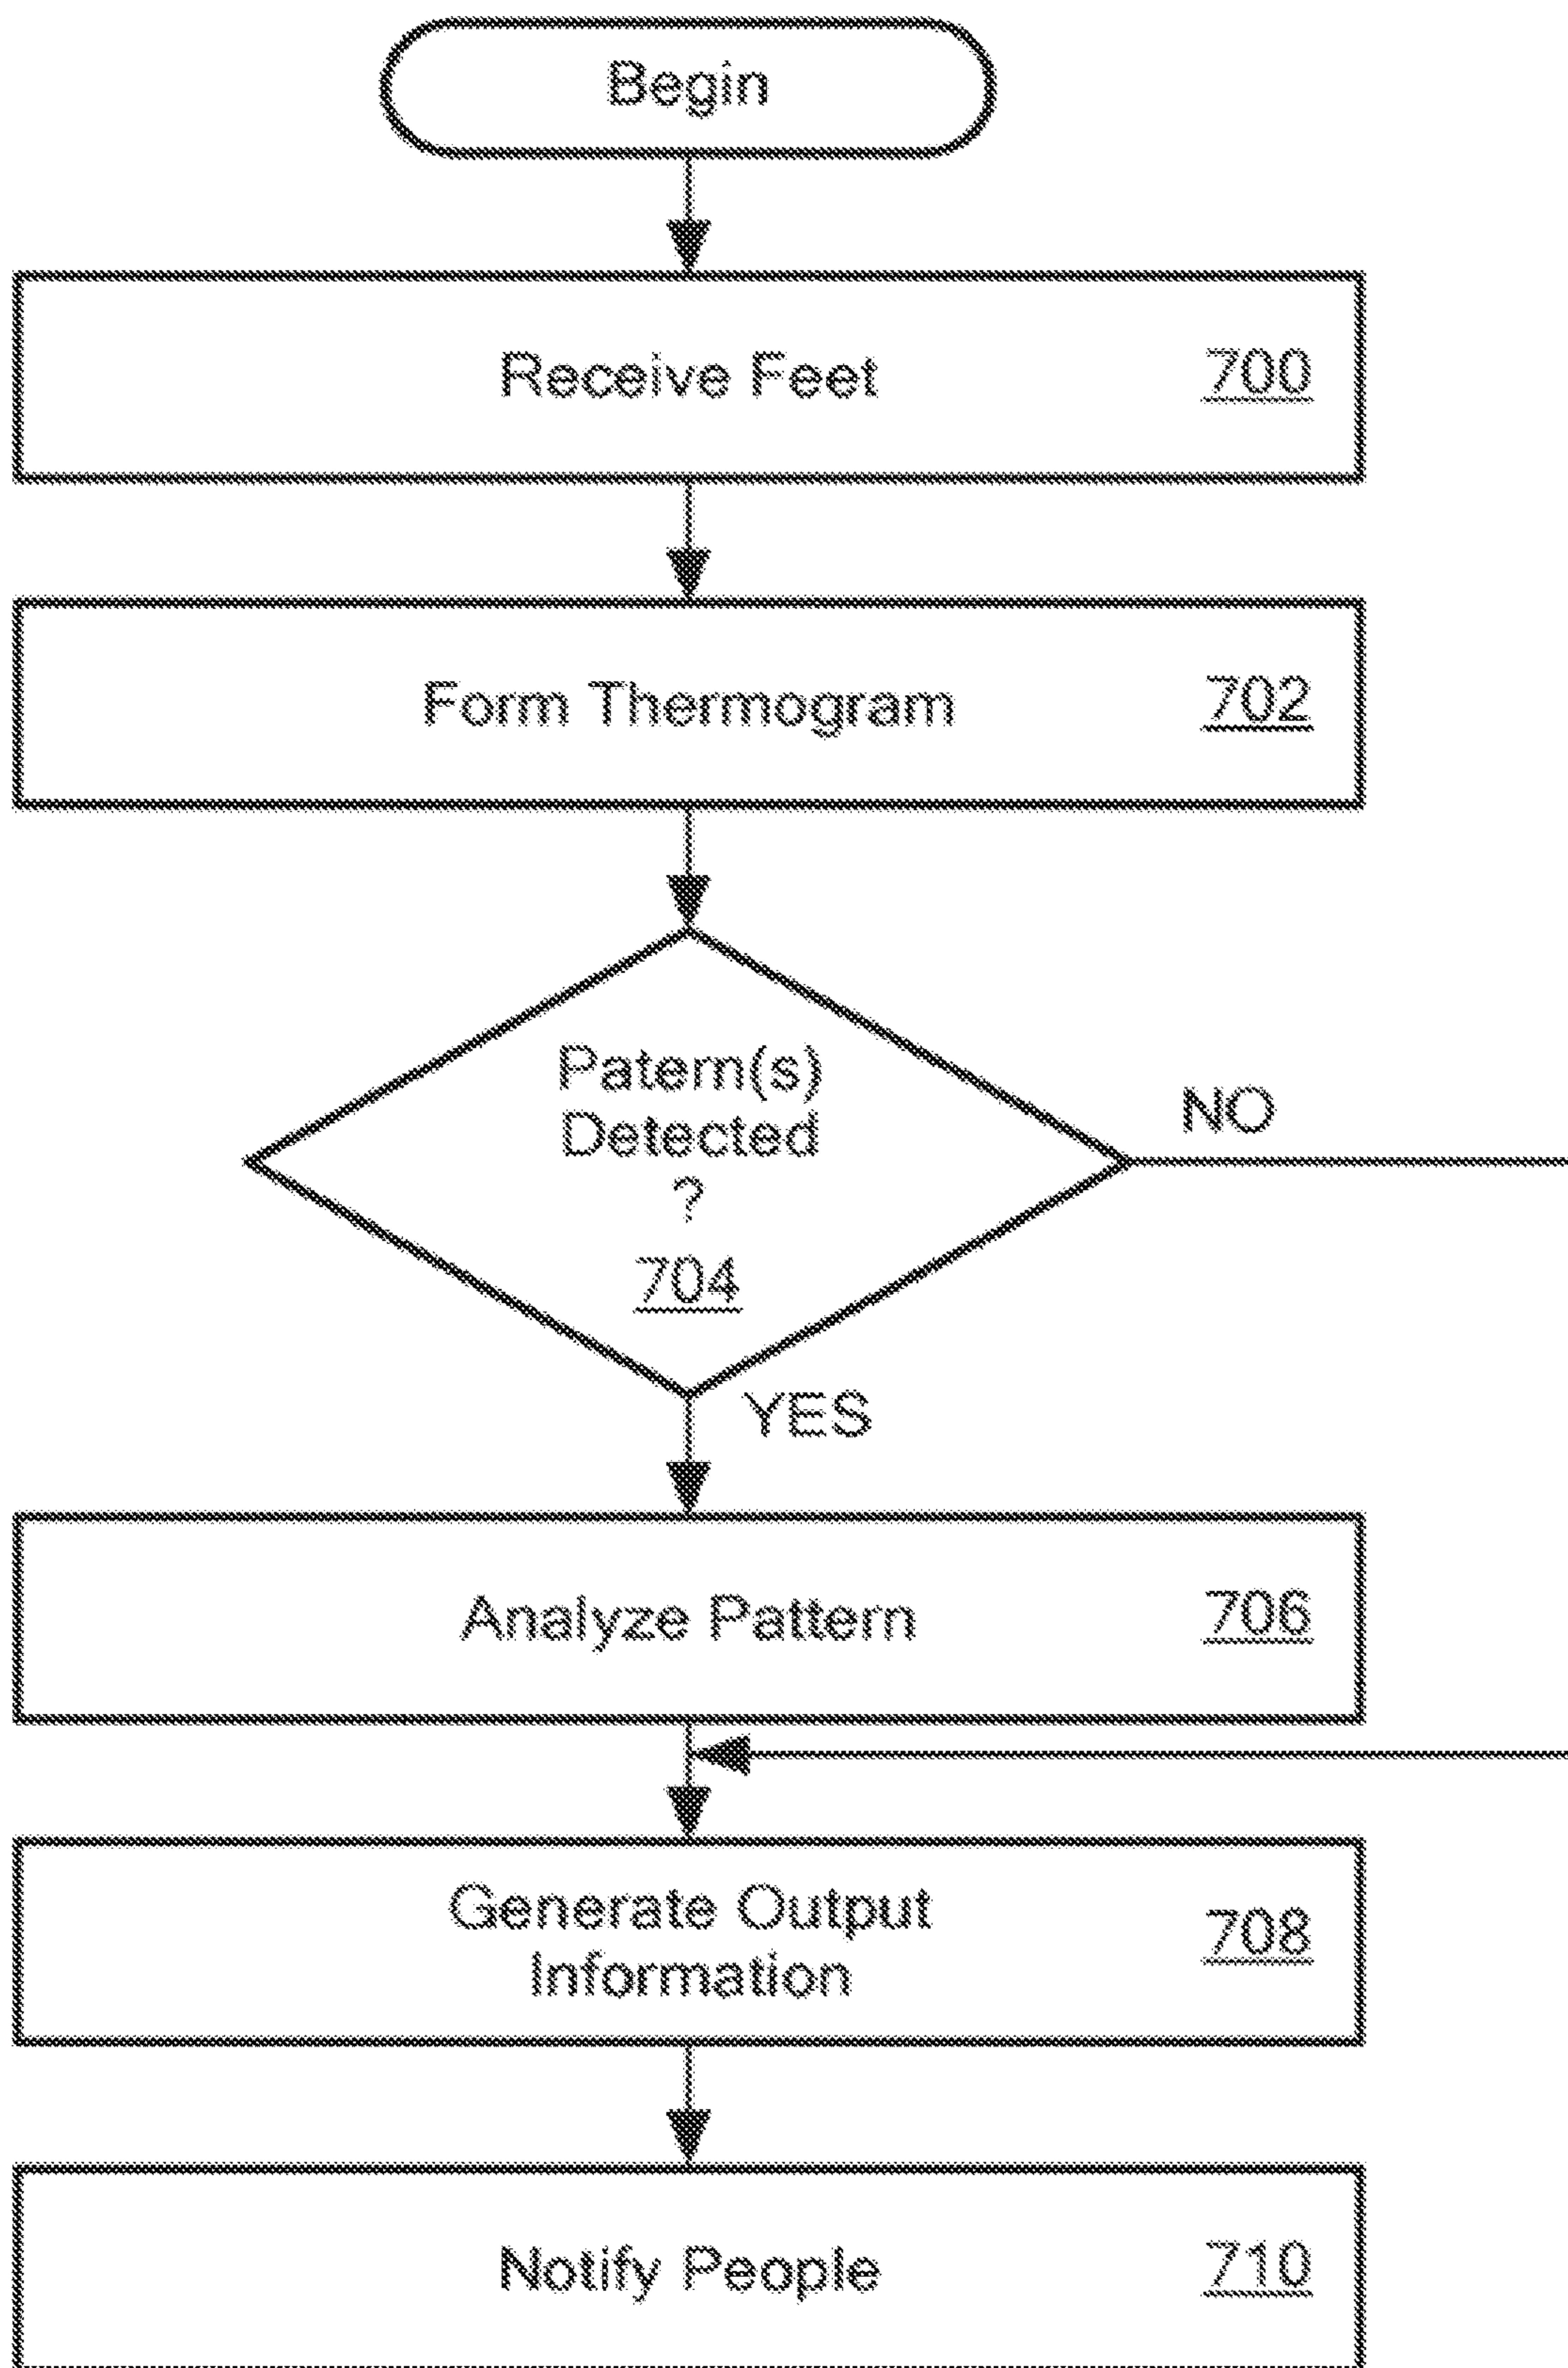 Begin
Receive Feet 700
Form Thermogram 702
Patern(s)
Detected
?
704
NO
YES
Analyze Pattern 706
Generate Output
Information
708
Notify People 710